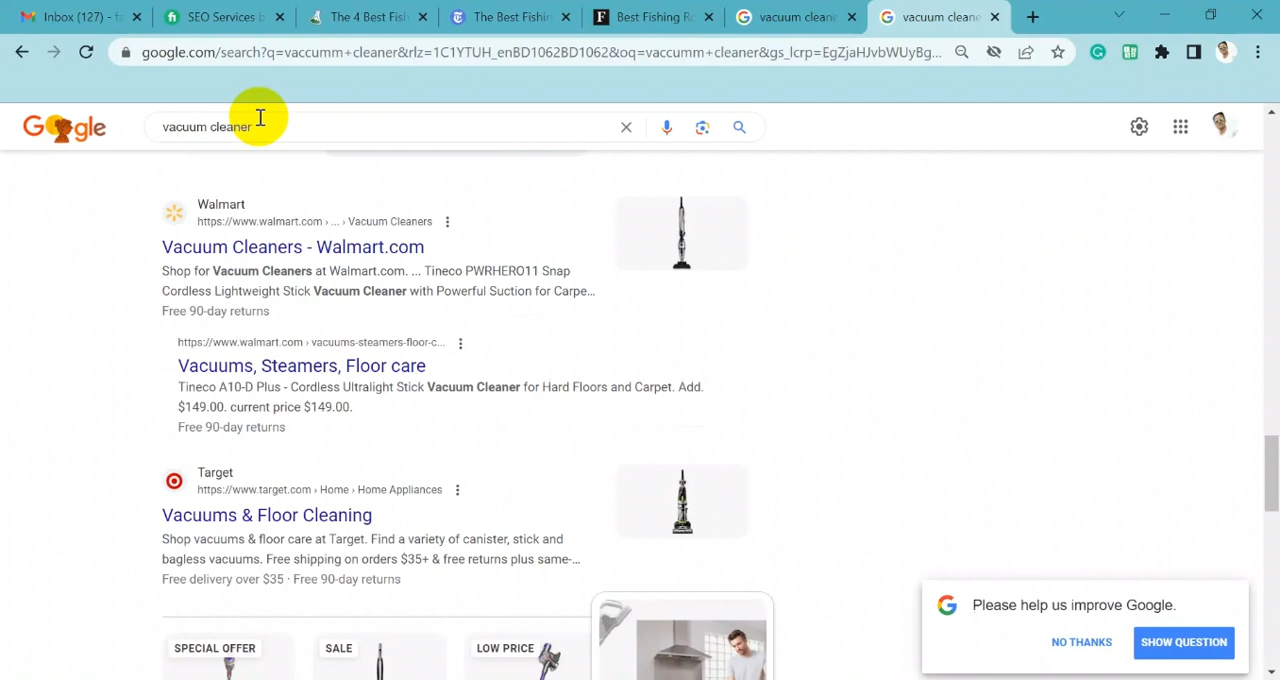 Inbox (127) - fa
SEO Services b
The 4 Best Fish
The Best Fishin
Best Fishing Ro
vacuum cleane
vacuum cleane
google.com/search?q=vaccumm+cleaner&rlz=1C1YTUH_enBD1062BD1062&oq=vaccumm+cleaner&gs_lcrp=EgZjaHJvbWUyBg...
Google
vacuum cleaner
Walmart
https://www.walmart.com › ... › Vacuum Cleaners
Vacuum Cleaners - Walmart.com
Shop for Vacuum Cleaners at Walmart.com. ... Tineco PWRHERO11 Snap
Cordless Lightweight Stick Vacuum Cleaner with Powerful Suction for Carpe...
Free 90-day returns
https://www.walmart.com › vacuums-steamers-floor-c...
Vacuums, Steamers, Floor care
Tineco A10-D Plus - Cordless Ultralight Stick Vacuum Cleaner for Hard Floors and Carpet. Add.
$149.00. current price $149.00.
Free 90-day returns
Target
https://www.target.com › Home › Home Appliances
Vacuums & Floor Cleaning
Shop vacuums & floor care at Target. Find a variety of canister, stick and
bagless vacuums. Free shipping on orders $35+ & free returns plus same-...
Free delivery over $35 · Free 90-day returns
SPECIAL OFFER
SALE
LOW PRICE
Please help us improve Google.
NO THANKS
SHOW QUESTION